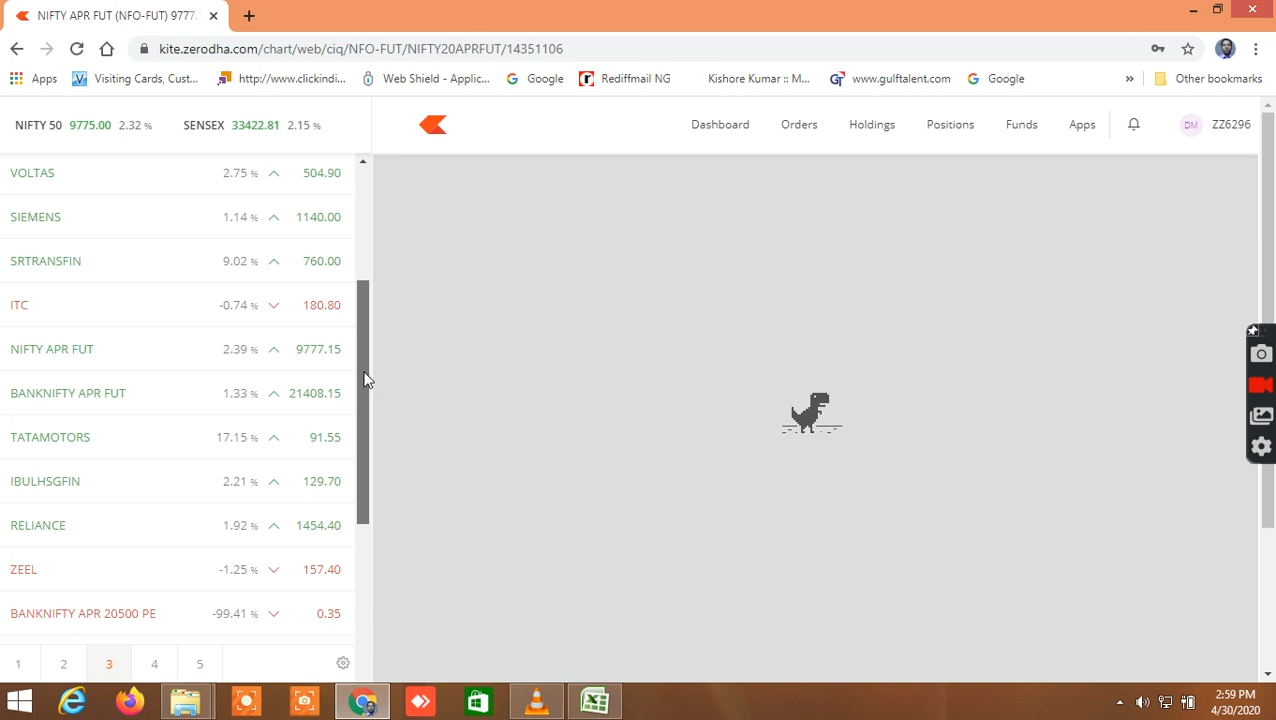 NIFTY APR FUT (NFO-FUT) 9777.
kite.zerodha.com/chart/web/ciq/NFO-FUT/NIFTY20APRFUT/14351106
Apps Visiting Cards, Cust... http://www.clickindi... Web Shield - Applic... Google Rediffmail NG Kishore Kumar :: M... www.gulftalent.com Google » Other bookmarks
NIFTY 50 9775.00 2.32 % SENSEX 33422.81 2.15 % Dashboard Orders Holdings Positions Funds Apps DM ZZ6296
VOLTAS 2.75 % 504.90
SIEMENS 1.14 % 1140.00
SRTRANSFIN 9.02 % 760.00
ITC -0.74 % 180.80
NIFTY APR FUT 2.39 % 9777.15
BANKNIFTY APR FUT 1.33 % 21408.15
TATAMOTORS 17.15 % 91.55
IBULHSGFIN 2.21 % 129.70
RELIANCE 1.92 % 1454.40
ZEEL -1.25 % 157.40
BANKNIFTY APR 20500 PE -99.41 % 0.35
1 2 3 4 5
2:59 PM
4/30/2020